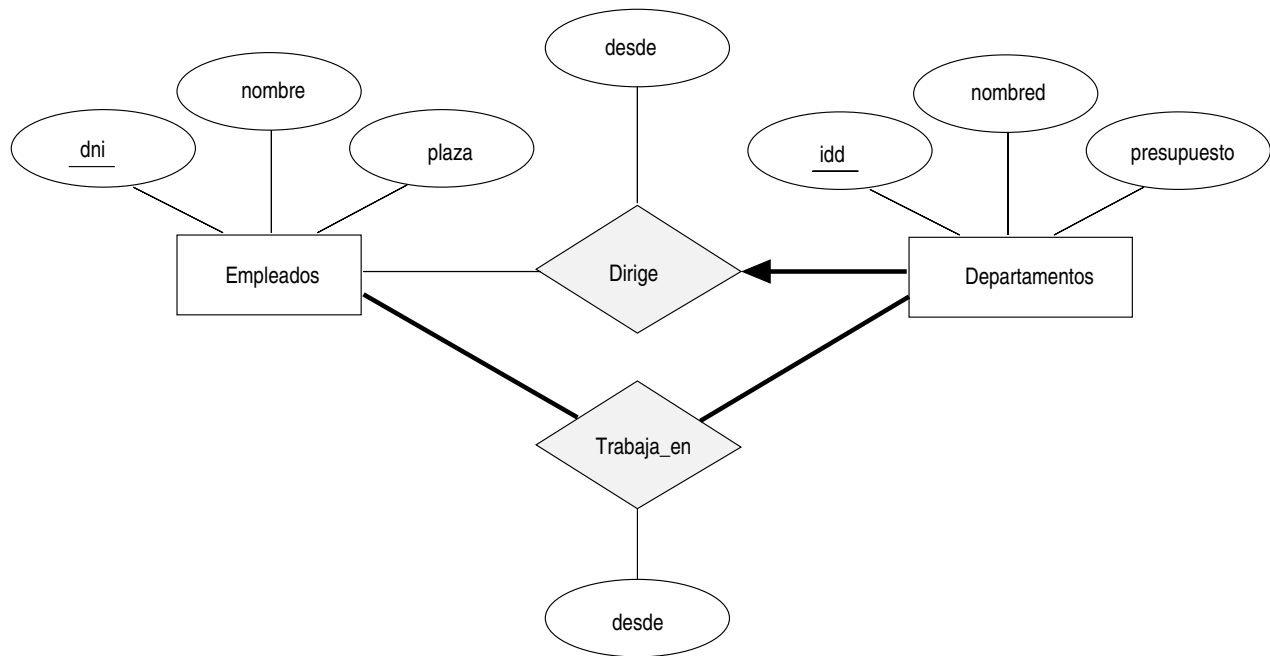 desde
nombre
nombred
dni
plaza
idd
presupuesto
Empleados
Dirige
Departamentos
Trabaja_en
desde